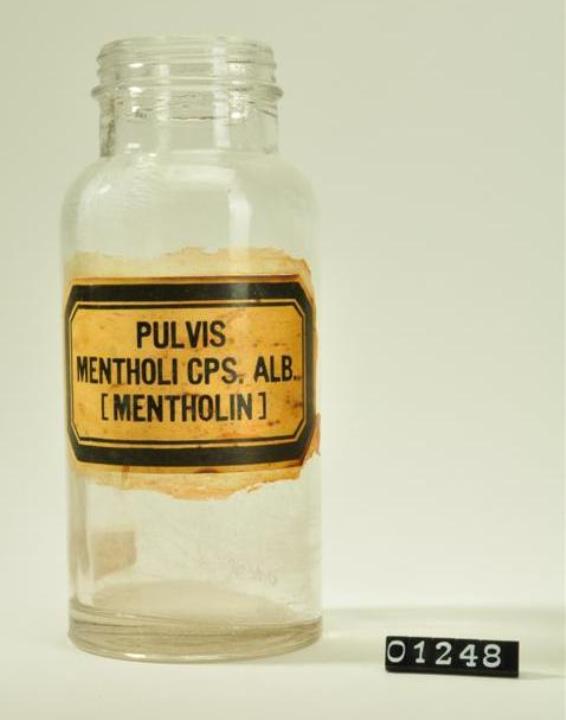 PULVIS
MENTHOLI CPS. ALB.
[MENTHOLIN]
01248